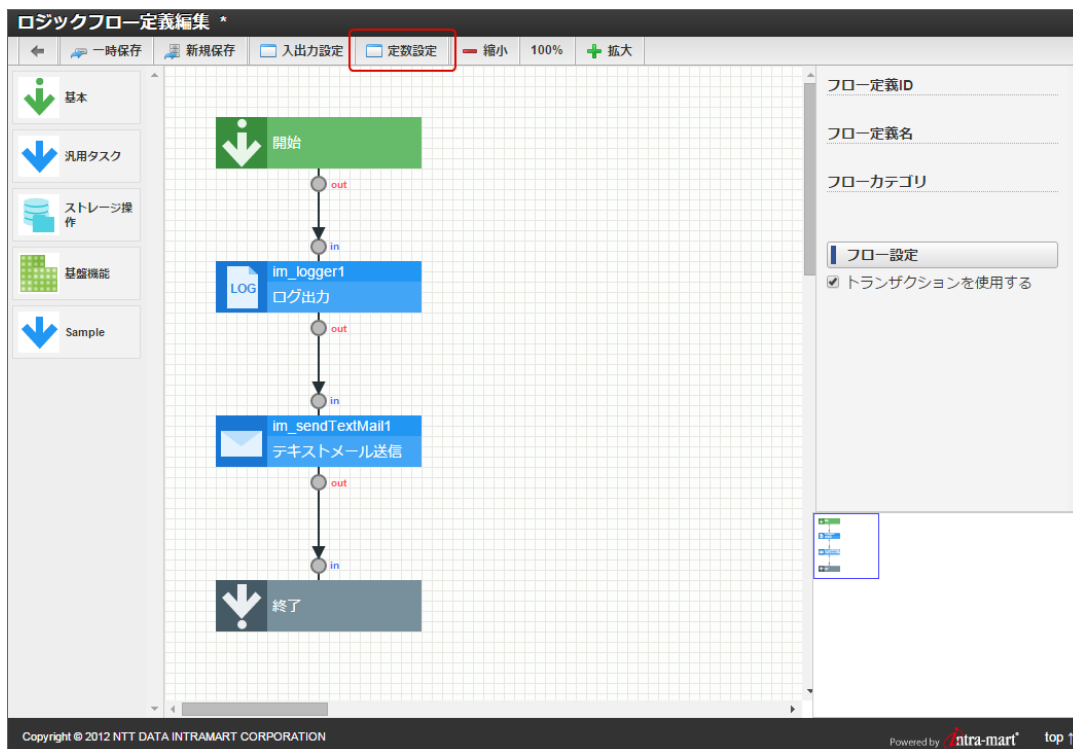 ロジックフロー定義編集 *
一時保存
新規保存
入出力設定
定数設定
縮小
100%
拡大
基本
汎用タスク
ストレージ操
作
基盤機能
Sample
開始
out
in
im_logger1
LOG
ログ出力
out
in
im_sendTextMail1
テキストメール送信
out
in
終了
フロー定義ID
フロー定義名
フローカテゴリ
フロー設定
トランザクションを使用する
Copyright © 2012 NTT DATA INTRAMART CORPORATION
Powered by intra-mart
top ↑